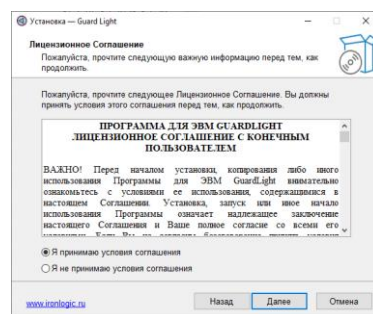 Установка — Guard Light
Лицензионное Соглашение
Пожалуйста, прочтите следующую важную информацию перед тем, как
продолжить.
Пожалуйста, прочтите следующее Лицензионное Соглашение. Вы должны
принять условия этого соглашения перед тем, как продолжить.
ПРОГРАММА ДЛЯ ЭВМ GUARDLIGHT
ЛИЦЕНЗИОННОЕ СОГЛАШЕНИЕ С КОНЕЧНЫМ
ПОЛЬЗОВАТЕЛЕМ
ВАЖНО! Перед началом установки, копирования либо иного
использования Программы для ЭВМ GuardLight внимательно
ознакомьтесь с условиями ее использования, содержащимися в
настоящем Соглашении. Установка, запуск или иное начало
использования Программы означает надлежащее заключение
настоящего Соглашения и Ваше полное согласие со всеми его
Я принимаю условия соглашения
Я не принимаю условия соглашения
www.ironlogic.ru
Назад
Далее
Отмена